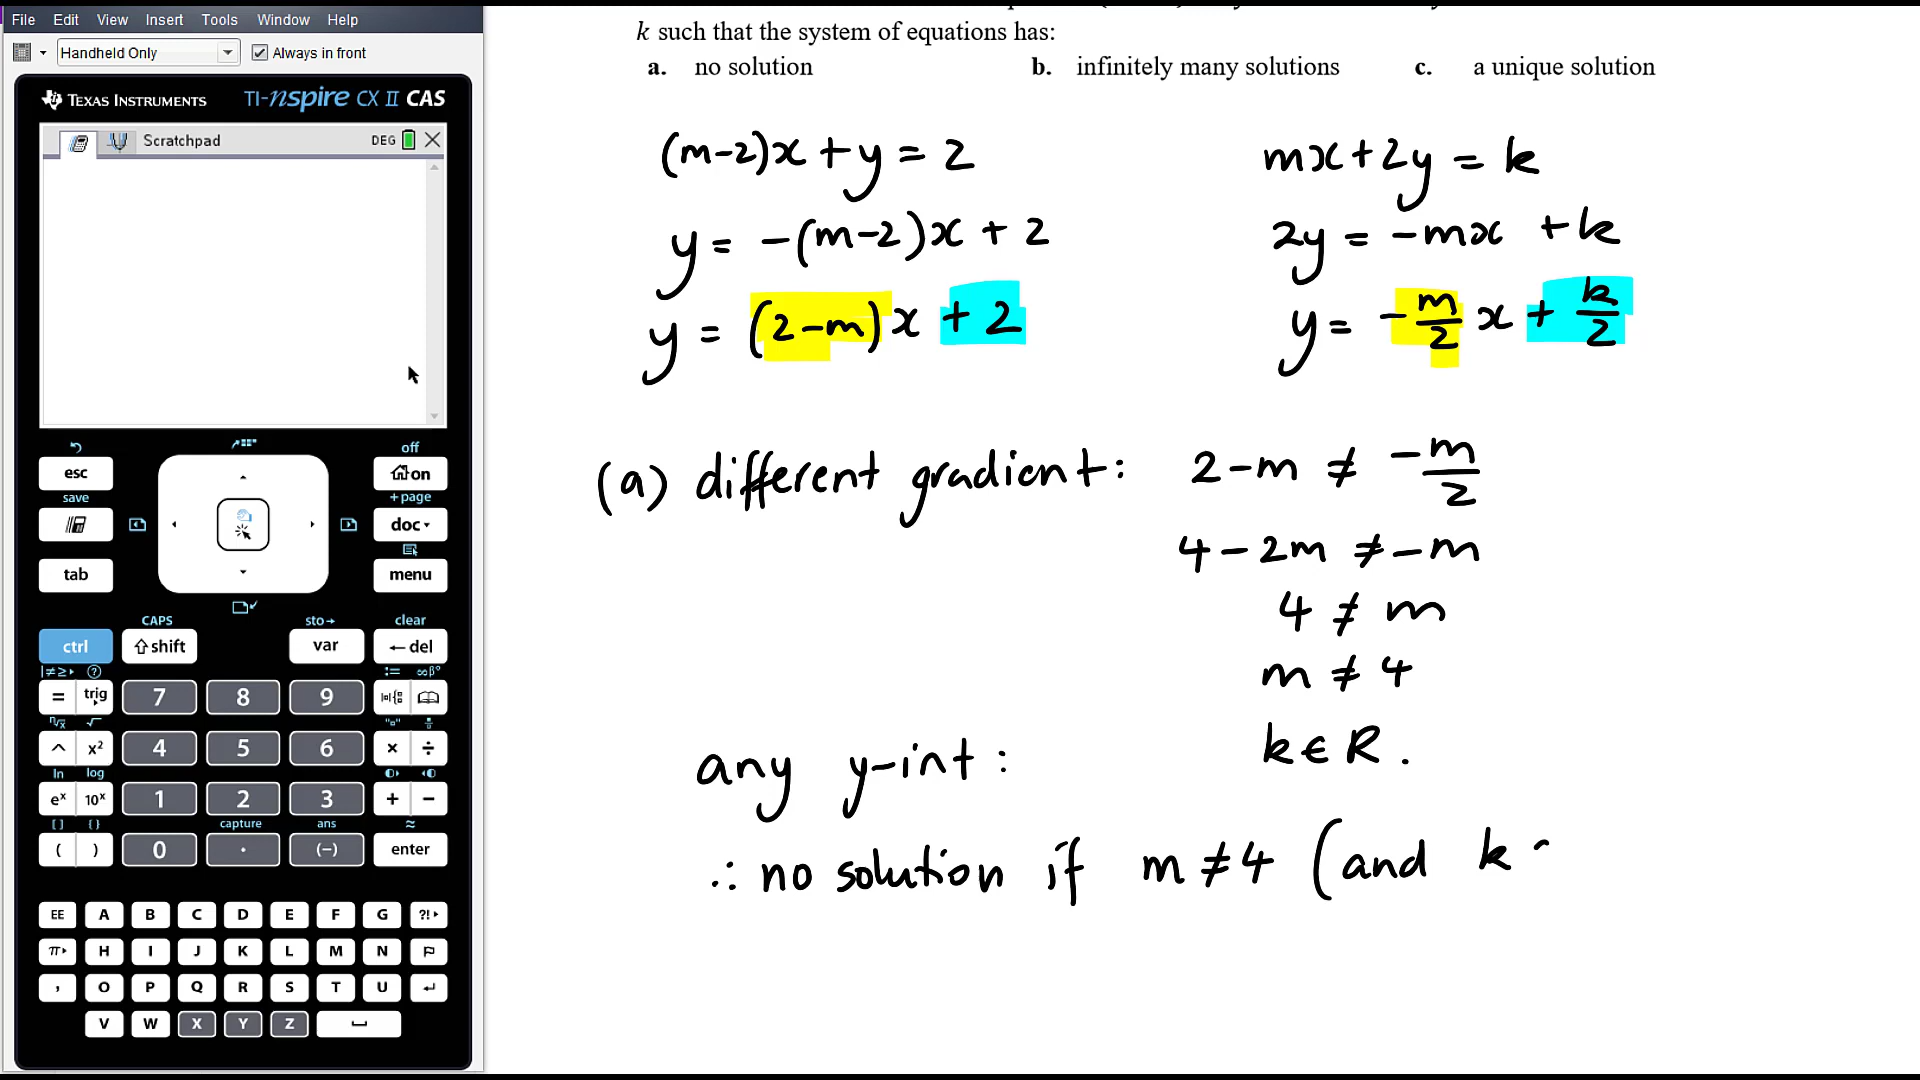 File Edit View Insert Tools Window Help
Handheld Only Always in front
TEXAS INSTRUMENTS TI-nspire CX II CAS
Scratchpad DEG
off
esc on
save + page
doc
tab menu
CAPS sto→ clear
ctrl shift var ←del
|≠≥▸ ? := ∞β°
= trig 7 8 9
ⁿ√x √
^ x² 4 5 6 × ÷
ln log
eˣ 10ˣ 1 2 3 + −
[ ] { } capture ans ≈
( ) 0 . (−) enter
EE A B C D E F G ?!▸
π▸ H I J K L M N
, O P Q R S T U ↵
V W X Y Z
k such that the system of equations has:
a. no solution b. infinitely many solutions c. a unique solution
(m-2)x + y = 2 mx + 2y = k
y = -(m-2)x + 2 2y = -mx + k
y = (2-m)x + 2 y = -m/2 x + k/2
(a) different gradient: 2-m ≠ -m/2
4-2m ≠ -m
4 ≠ m
m ≠ 4
any y-int: k ∈ R.
∴ no solution if m ≠ 4 (and k